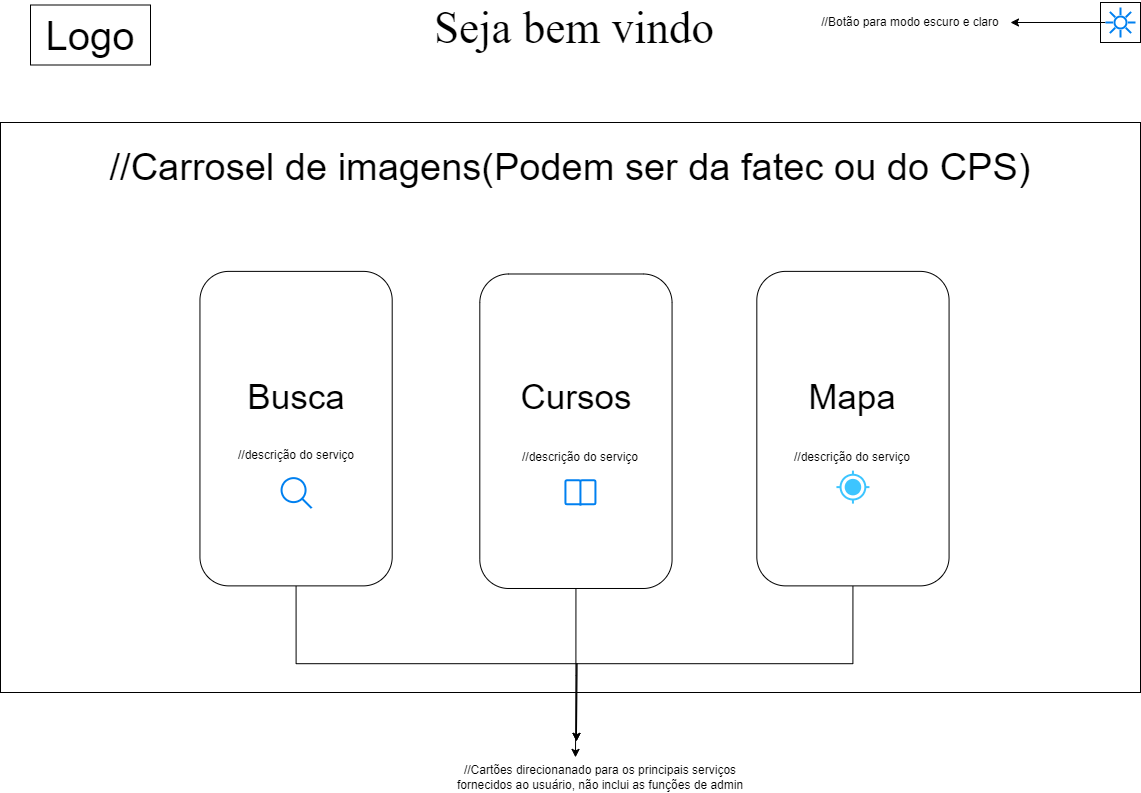 Logo
Seja bem vindo
//Botão para modo escuro e claro
//Carrosel de imagens(Podem ser da fatec ou do CPS)
Busca
//descrição do serviço
Cursos
//descrição do serviço
Mapa
//descrição do serviço
//Cartões direcionanado para os principais serviços
fornecidos ao usuário, não inclui as funções de admin